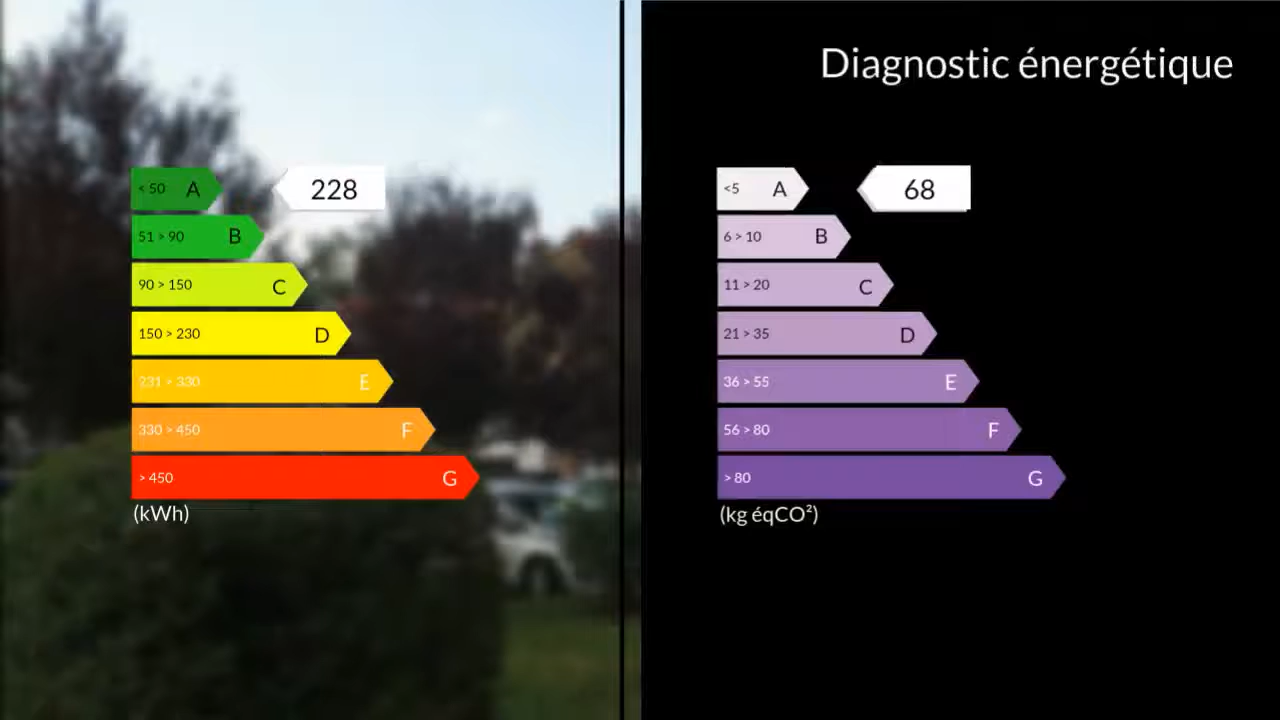 Diagnostic énergétique
< 50 A
228
51 > 90 B
90 > 150 C
150 > 230 D
231 > 330 E
330 > 450 F
> 450 G
(kWh)
<5 A
68
6 > 10 B
11 > 20 C
21 > 35 D
36 > 55 E
56 > 80 F
> 80 G
(kg éqCO²)